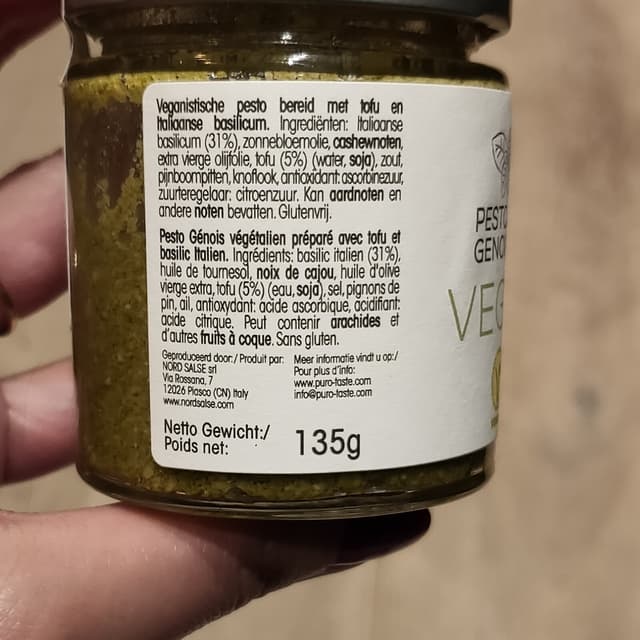 Veganistische pesto bereid met tofu en
Italiaanse basilicum. Ingrediënten: Italiaanse
basilicum (31%), zonnebloemolie, cashewnoten,
extra vierge olijfolie, tofu (5%) (water, soja), zout,
pijnboompitten, knoflook, antioxidant: ascorbinezuur,
zuurteregelaar: citroenzuur. Kan aardnoten en
andere noten bevatten. Glutenvrij.
Pesto Génois végétalien préparé avec tofu et
basilic Italien. Ingrédients: basilic italien (31%),
huile de tournesol, noix de cajou, huile d'olive
vierge extra, tofu (5%) (eau, soja), sel, pignons de
pin, ail, antioxydant: acide ascorbique, acidifiant:
acide citrique. Peut contenir arachides et
d'autres fruits à coque. Sans gluten.
Geproduceerd door:/ Produit par:
NORD SALSE srl
Via Rossana, 7
12026 Piasco (CN) Italy
www.nordsalse.com
Meer informatie vindt u op:/
Pour plus d'info:
www.puro-taste.com
info@puro-taste.com
Netto Gewicht:/
Poids net:
135g
PESTO
GENO
VEG